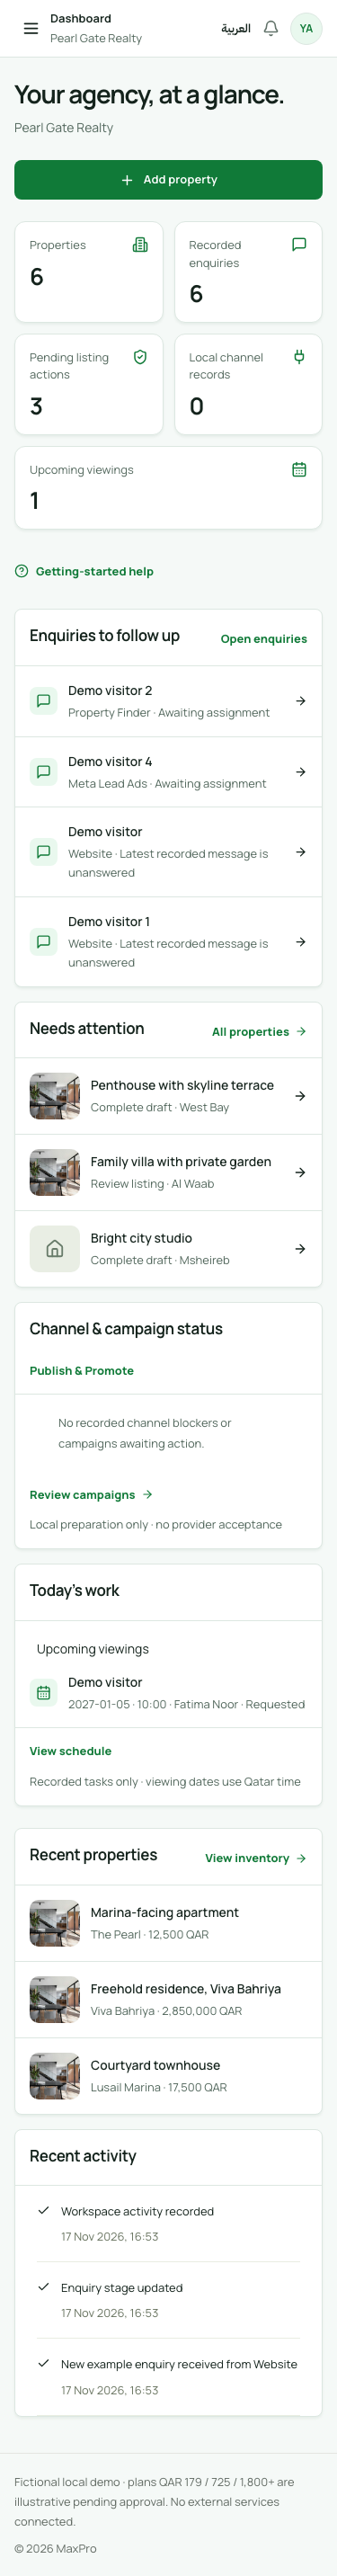 Dashboard
Pearl Gate Realty
العربية
YA
Your agency, at a glance.
Pearl Gate Realty
Add property
Properties
6
Recorded
enquiries
6
Pending listing
actions
3
Local channel
records
0
Upcoming viewings
1
Getting-started help
Enquiries to follow up
Open enquiries
Demo visitor 2
Property Finder · Awaiting assignment
Demo visitor 4
Meta Lead Ads · Awaiting assignment
Demo visitor
Website · Latest recorded message is
unanswered
Demo visitor 1
Website · Latest recorded message is
unanswered
Needs attention
All properties
Penthouse with skyline terrace
Complete draft · West Bay
Family villa with private garden
Review listing · Al Waab
Bright city studio
Complete draft · Msheireb
Channel & campaign status
Publish & Promote
No recorded channel blockers or
campaigns awaiting action.
Review campaigns
Local preparation only · no provider acceptance
Today's work
Upcoming viewings
Demo visitor
2027-01-05 · 10:00 · Fatima Noor · Requested
View schedule
Recorded tasks only · viewing dates use Qatar time
Recent properties
View inventory
Marina-facing apartment
The Pearl · 12,500 QAR
Freehold residence, Viva Bahriya
Viva Bahriya · 2,850,000 QAR
Courtyard townhouse
Lusail Marina · 17,500 QAR
Recent activity
Workspace activity recorded
17 Nov 2026, 16:53
Enquiry stage updated
17 Nov 2026, 16:53
New example enquiry received from Website
17 Nov 2026, 16:53
Fictional local demo · plans QAR 179 / 725 / 1,800+ are
illustrative pending approval. No external services
connected.
© 2026 MaxPro